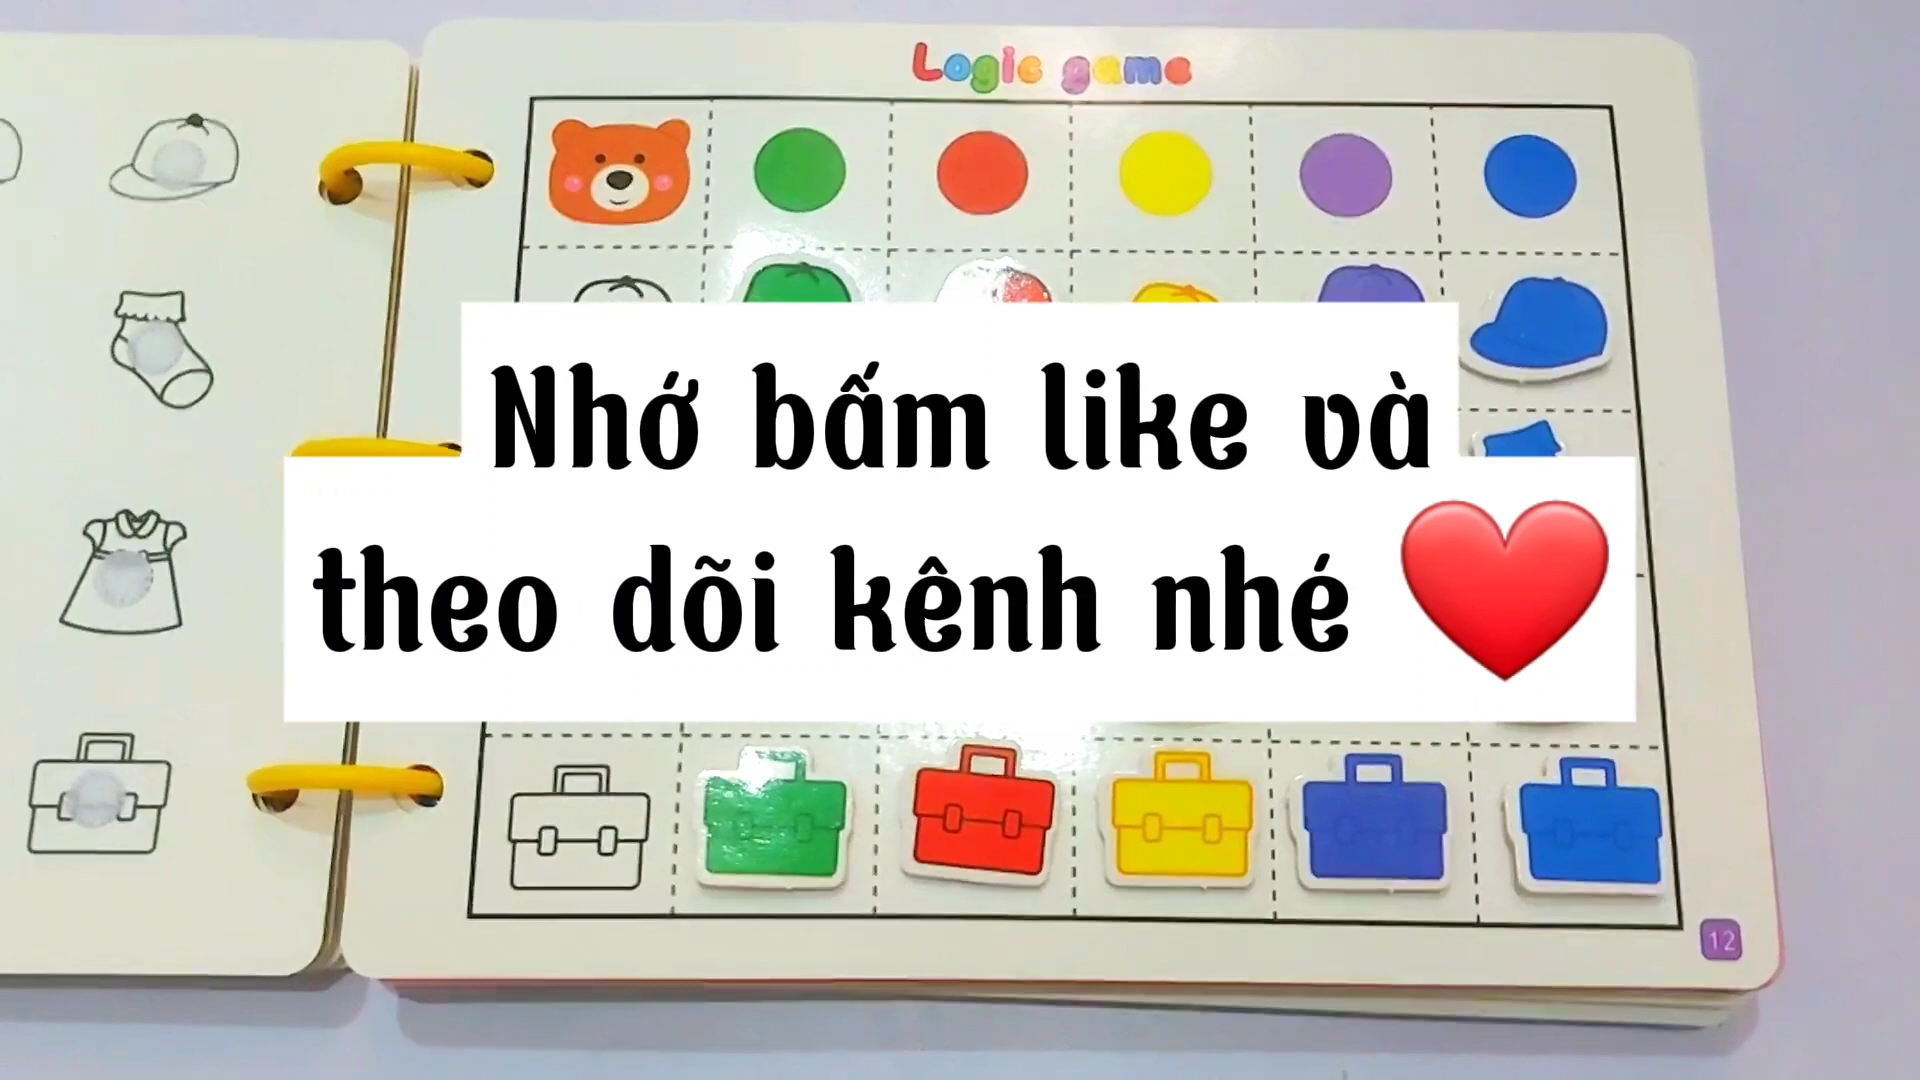 Logic game
Nhớ bấm like và
theo dõi kênh nhé ❤️
12